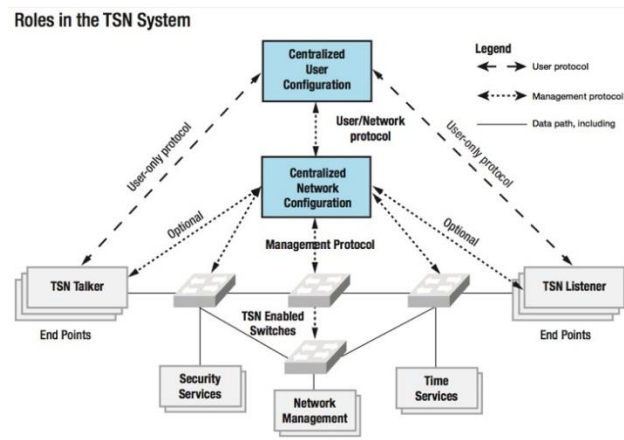 Roles in the TSN System
Centralized
User
Configuration
Legend
User protocol
Management protocol
Data path, including
User/Network
protocol
User-only protocol
User-only protocol
Centralized
Network
Configuration
Optional
Optional
Management Protocol
TSN Talker
TSN Listener
End Points
TSN Enabled
Switches
End Points
Security
Services
Network
Management
Time
Services